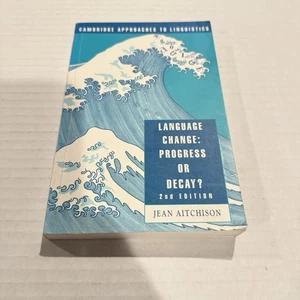 CAMBRIDGE APPROACHES TO LINGUISTICS
LANGUAGE
CHANGE:
PROGRESS
OR
DECAY?
2nd EDITION
JEAN AITCHISON